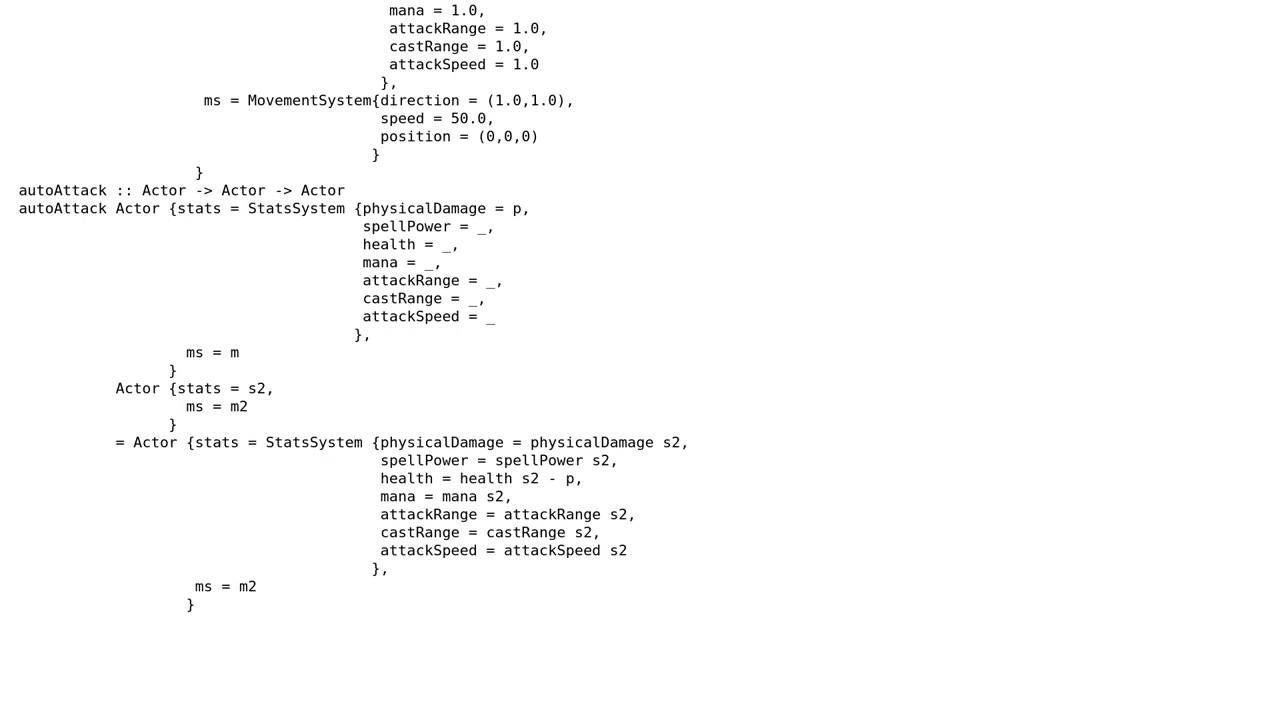 mana = 1.0,
attackRange = 1.0,
castRange = 1.0,
attackSpeed = 1.0
},
ms = MovementSystem{direction = (1.0,1.0),
speed = 50.0,
position = (0,0,0)
}
}
autoAttack :: Actor -> Actor -> Actor
autoAttack Actor {stats = StatsSystem {physicalDamage = p,
spellPower = _,
health = _,
mana = _,
attackRange = _,
castRange = _,
attackSpeed = _
},
ms = m
}
Actor {stats = s2,
ms = m2
}
= Actor {stats = StatsSystem {physicalDamage = physicalDamage s2,
spellPower = spellPower s2,
health = health s2 - p,
mana = mana s2,
attackRange = attackRange s2,
castRange = castRange s2,
attackSpeed = attackSpeed s2
},
ms = m2
}